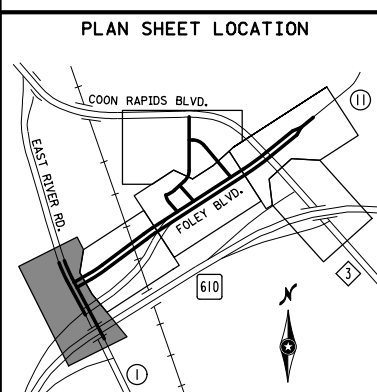 PLAN SHEET LOCATION
COON RAPIDS BLVD.
11
EAST RIVER RD.
FOLEY BLVD.
610
3
N
1